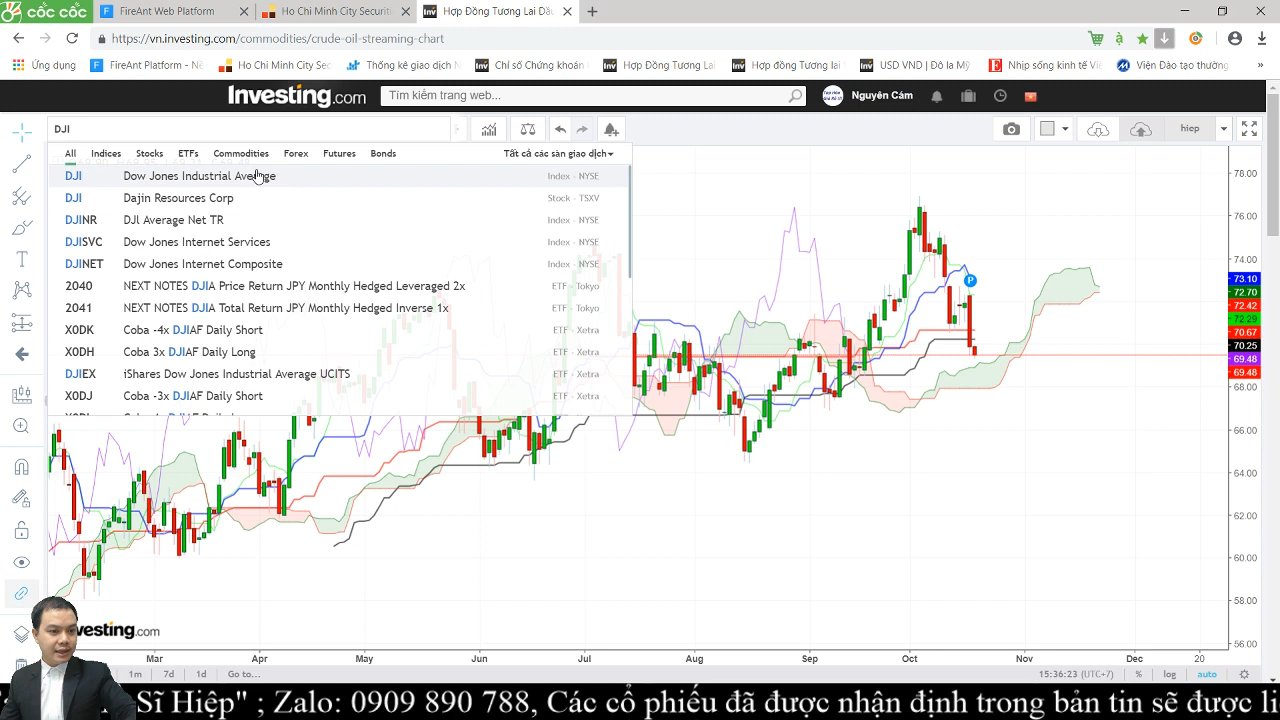 cốc cốc
FireAnt Web Platform
Ho Chi Minh City Securiti
Hợp Đồng Tương Lai Dầu
https://vn.investing.com/commodities/crude-oil-streaming-chart
Ứng dụng
FireAnt Platform - Nề
Ho Chi Minh City Sec
Thống kê giao dịch N
Chỉ số Chứng khoán
Hợp Đồng Tương Lai
Hợp đồng tương lai
USD VND | Đô la Mỹ
Nhịp sống kinh tế Việ
Viện Đào tạo thường
»
Investing.com
Tìm kiếm trang web...
Nguyên Cẩm
DJI
hiep
All
Indices
Stocks
ETFs
Commodities
Forex
Futures
Bonds
Tất cả các sàn giao dịch
DJI Dow Jones Industrial Average Index - NYSE
DJI Dajin Resources Corp Stock - TSXV
DJINR DJI Average Net TR Index - NYSE
DJISVC Dow Jones Internet Services Index - NYSE
DJINET Dow Jones Internet Composite Index - NYSE
2040 NEXT NOTES DJIA Price Return JPY Monthly Hedged Leveraged 2x ETF - Tokyo
2041 NEXT NOTES DJIA Total Return JPY Monthly Hedged Inverse 1x ETF - Tokyo
X0DK Coba -4x DJIAF Daily Short ETF - Xetra
X0DH Coba 3x DJIAF Daily Long ETF - Xetra
DJIEX iShares Dow Jones Industrial Average UCITS ETF - Xetra
X0DJ Coba -3x DJIAF Daily Short ETF - Xetra
P
78.00
76.00
74.00
73.10
72.70
72.42
72.29
70.67
70.25
69.48
69.48
68.00
66.00
64.00
62.00
60.00
58.00
56.00
Investing.com
Mar
Apr
May
Jun
Jul
Aug
Sep
Oct
Nov
Dec
20
1m
7d
1d
Go to...
15:36:23 (UTC+7)
%
log
auto
Sĩ Hiệp" ; Zalo: 0909 890 788, Các cổ phiếu đã được nhận định trong bản tin sẽ được li